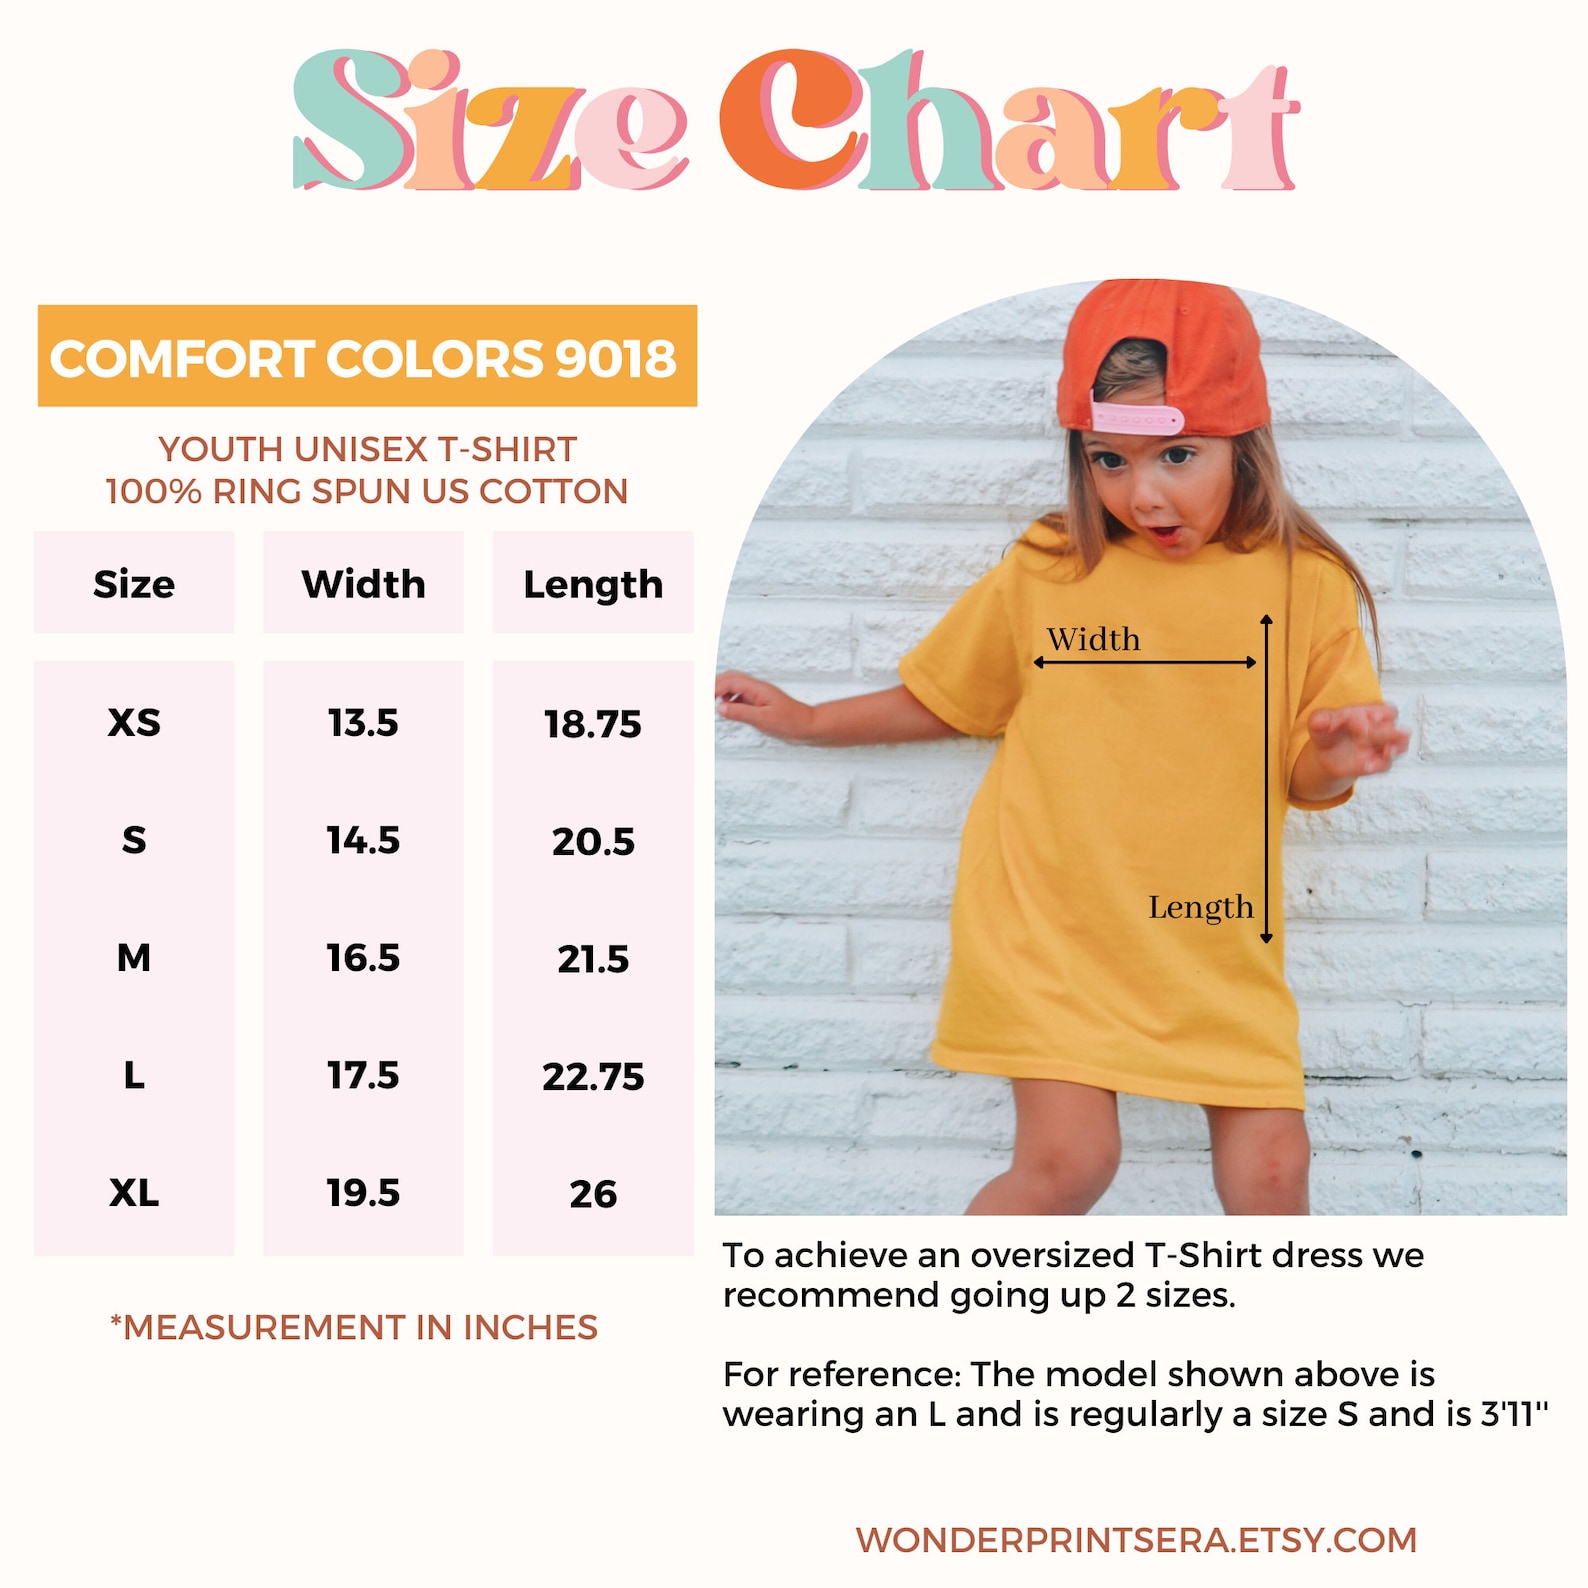 Size Chart
COMFORT COLORS 9018
YOUTH UNISEX T-SHIRT
100% RING SPUN US COTTON
Size Width Length
XS 13.5 18.75
S 14.5 20.5
M 16.5 21.5
L 17.5 22.75
XL 19.5 26
*MEASUREMENT IN INCHES
Width
Length
To achieve an oversized T-Shirt dress we
recommend going up 2 sizes.
For reference: The model shown above is
wearing an L and is regularly a size S and is 3'11"
WONDERPRINTSERA.ETSY.COM